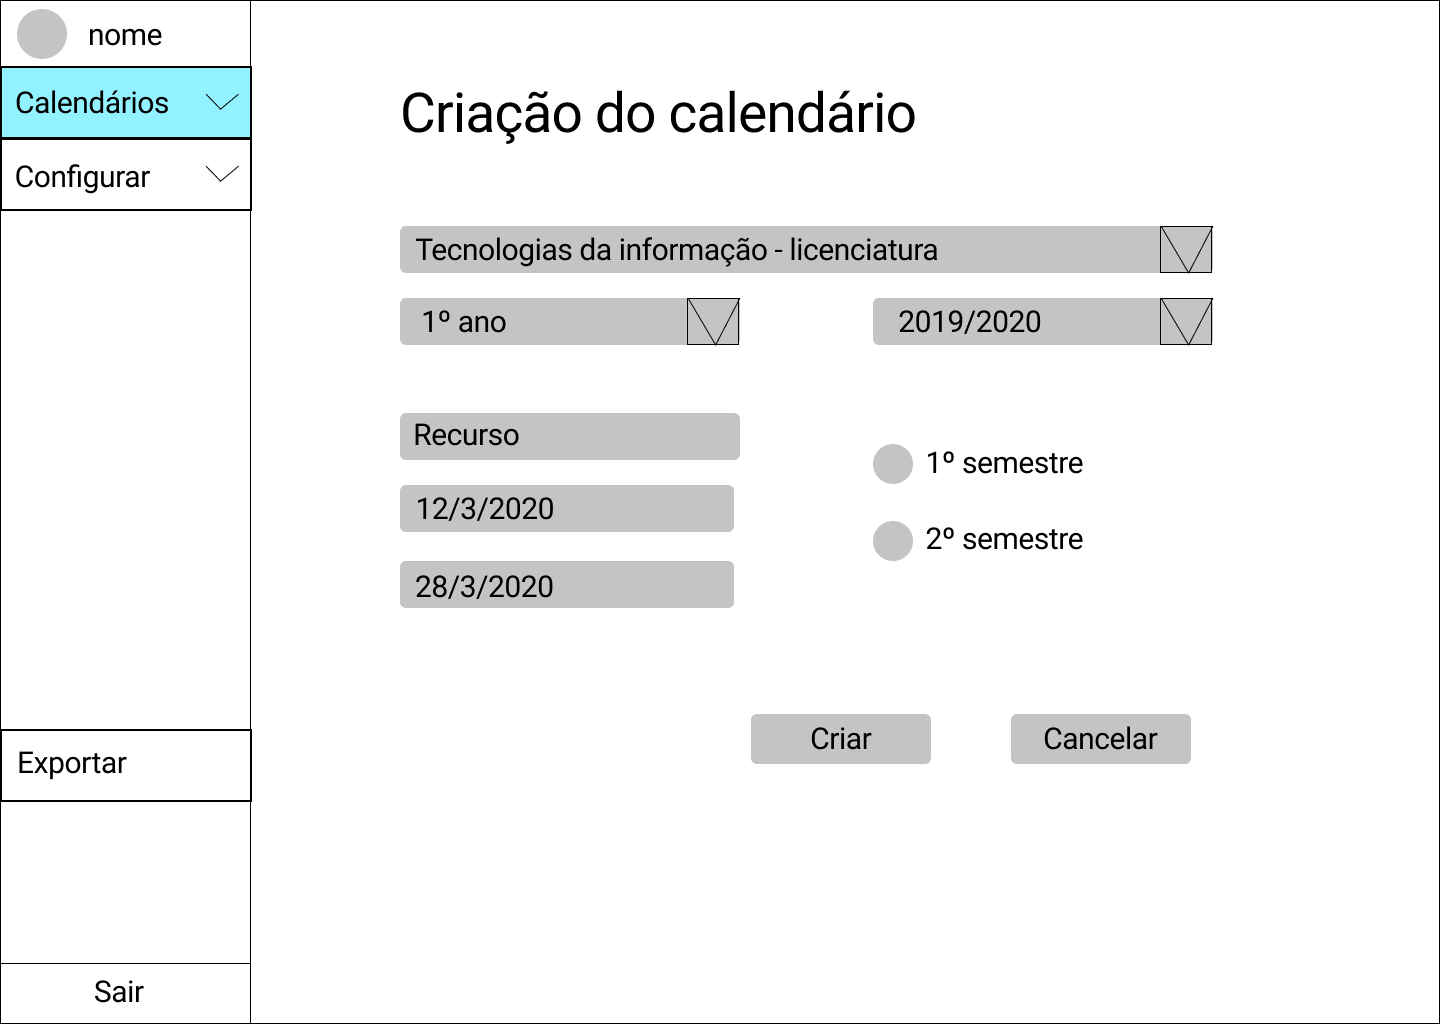 nome
Calendários
Configurar
Exportar
Sair
Criação do calendário
Tecnologias da informação - licenciatura
1º ano
2019/2020
Recurso
12/3/2020
28/3/2020
1º semestre
2º semestre
Criar
Cancelar